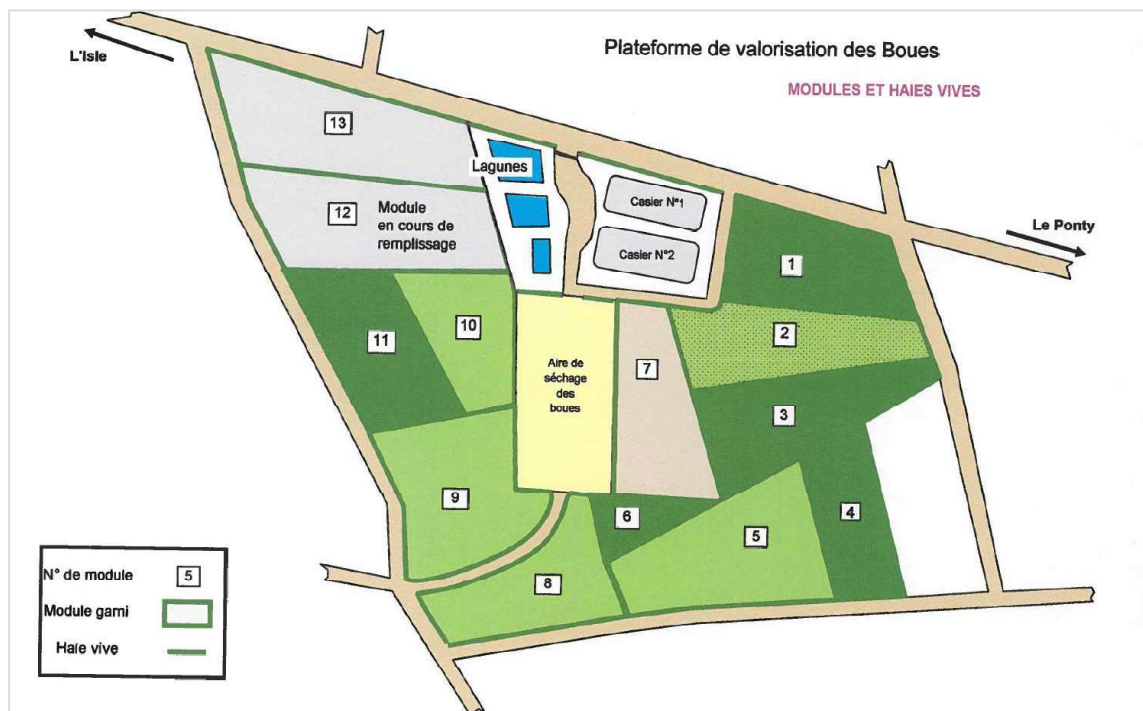 L'Isle
Plateforme de valorisation des Boues
MODULES ET HAIES VIVES
13
Lagunes
12
Module
en cours de
remplissage
Casier N°1
Casier N°2
Le Ponty
1
2
10
11
7
Aire de
séchage
des
boues
3
9
6
5
4
8
N° de module
5
Module garni
Haie vive